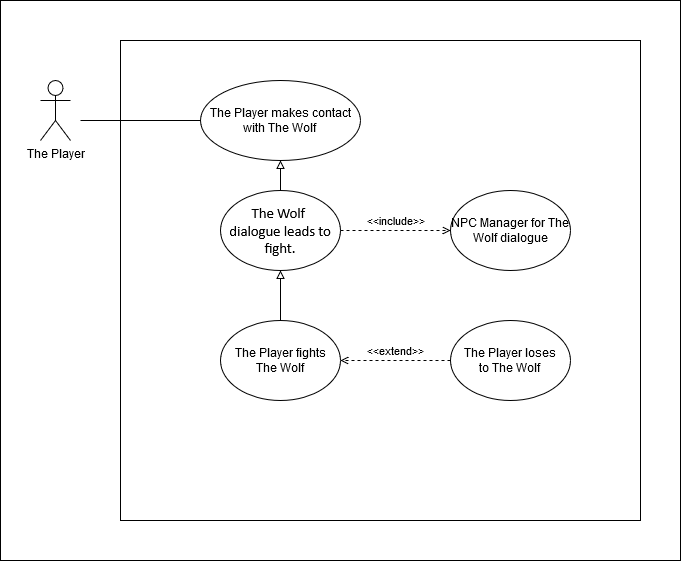 The Player makes contact
with The Wolf
The Player
The Wolf
dialogue leads to
fight.
<<include>>
NPC Manager for The
Wolf dialogue
The Player fights
The Wolf
<<extend>>
The Player loses
to The Wolf